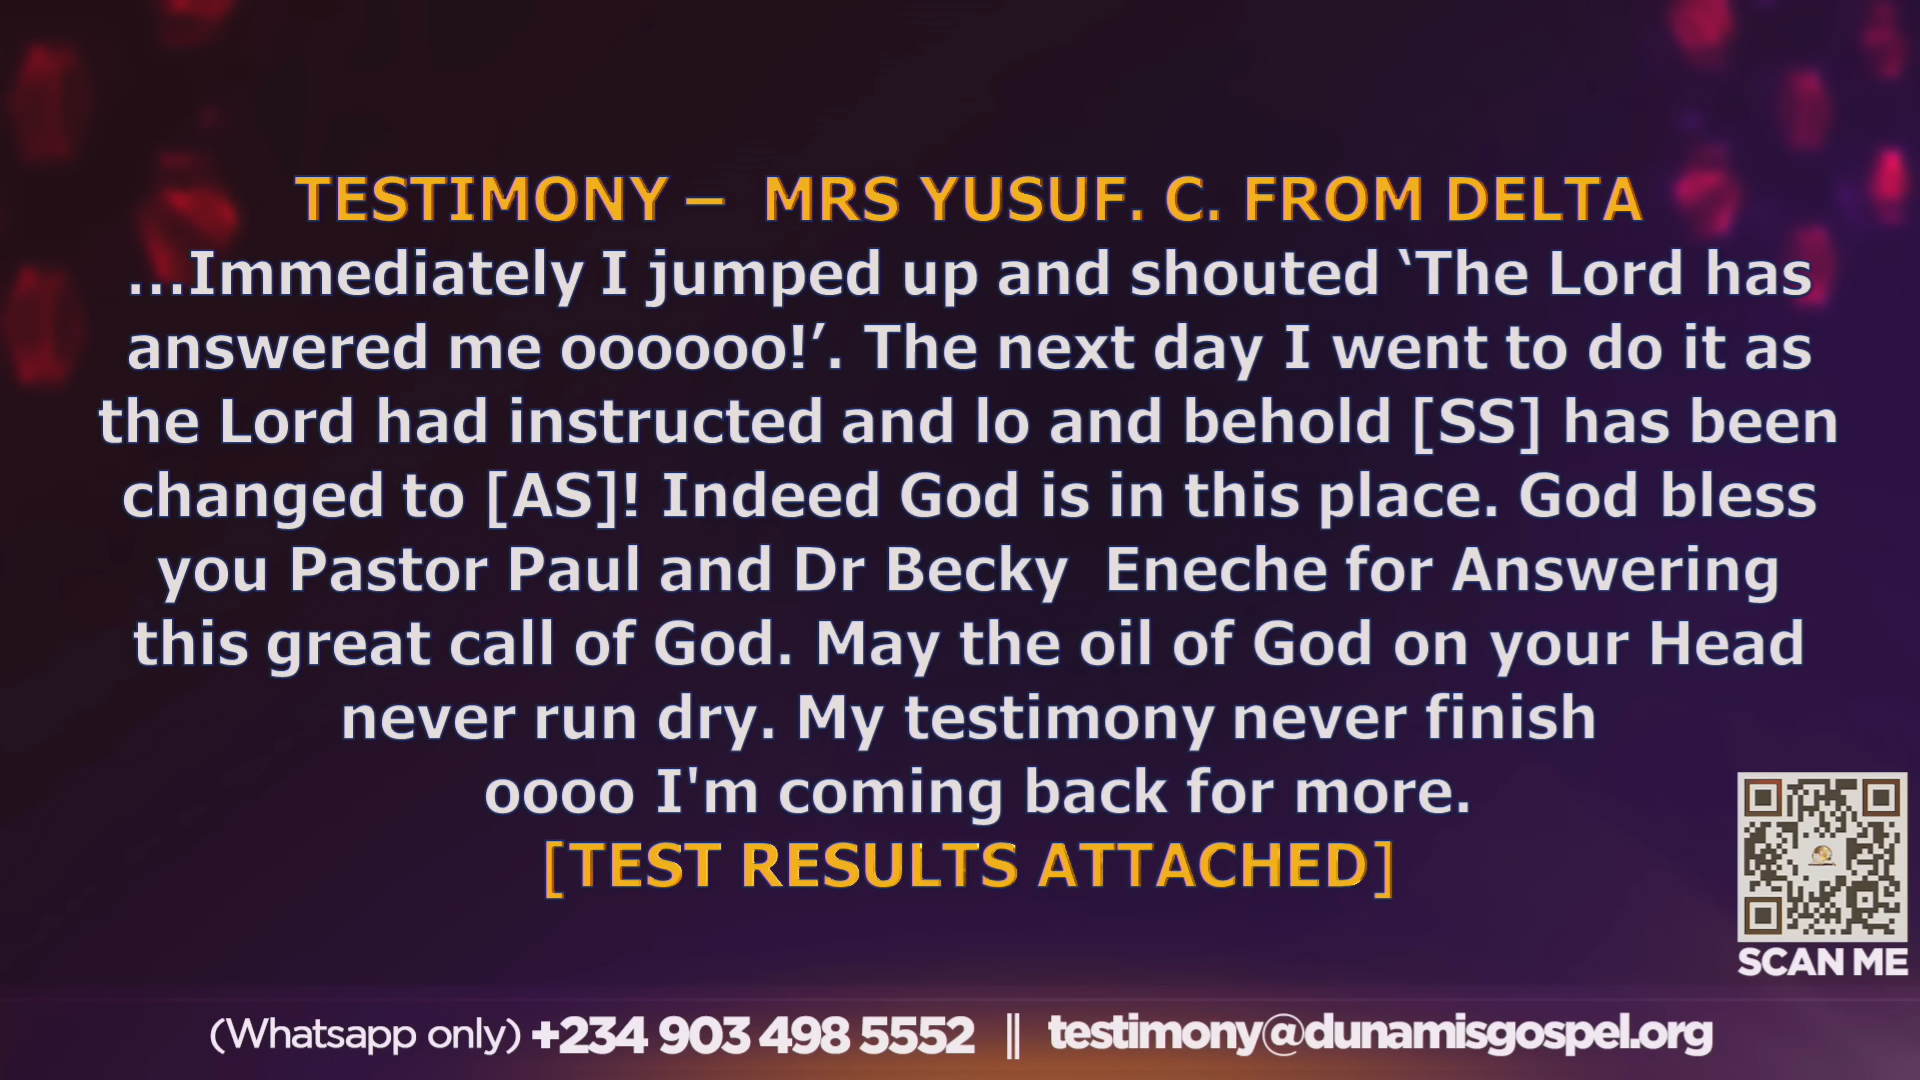 TESTIMONY – MRS YUSUF. C. FROM DELTA
...Immediately I jumped up and shouted ‘The Lord has
answered me oooooo!’. The next day I went to do it as
the Lord had instructed and lo and behold [SS] has been
changed to [AS]! Indeed God is in this place. God bless
you Pastor Paul and Dr Becky  Eneche for Answering
this great call of God. May the oil of God on your Head
never run dry. My testimony never finish
oooo I'm coming back for more.
[TEST RESULTS ATTACHED]
SCAN ME
(Whatsapp only) +234 903 498 5552 || testimony@dunamisgospel.org